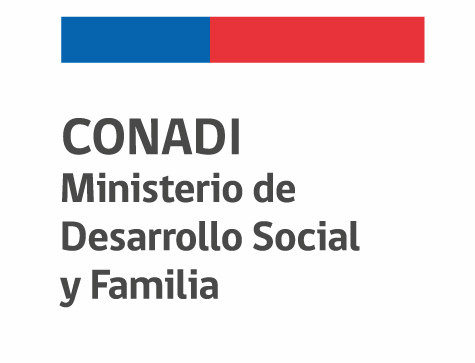 CONADI
Ministerio de
Desarrollo Social
y Familia